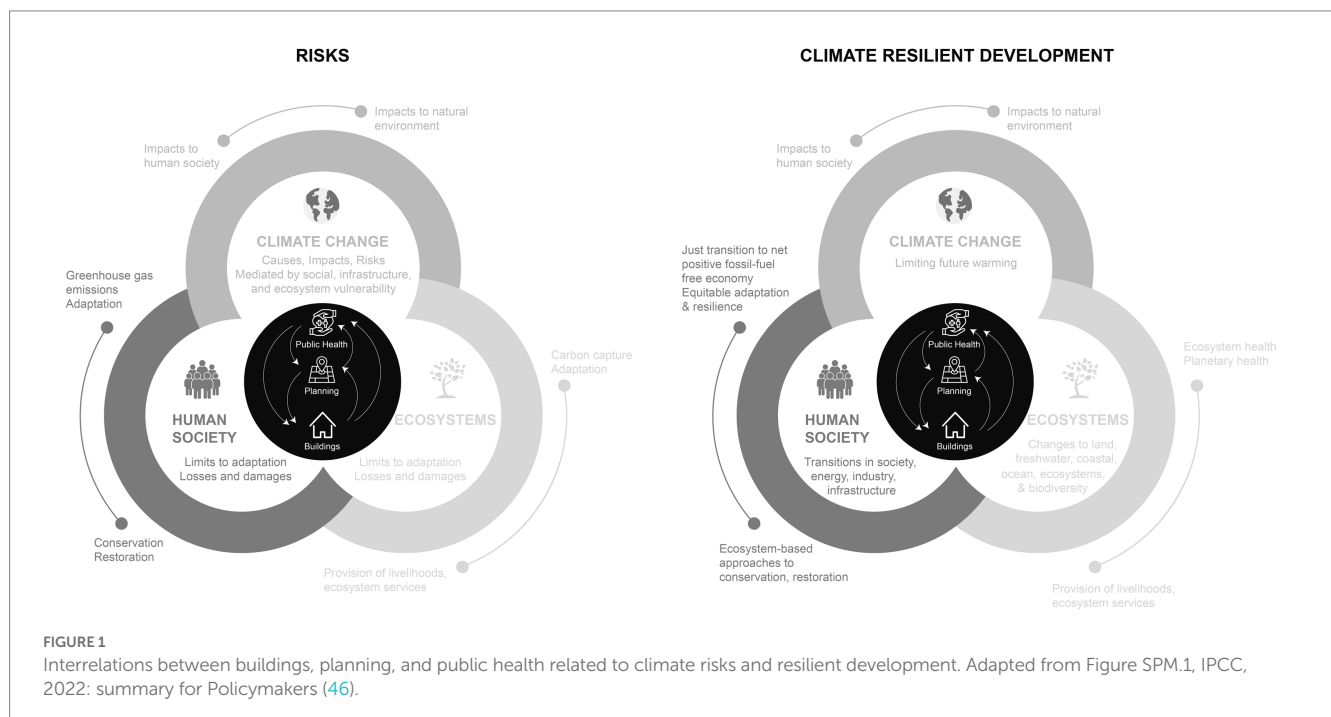 RISKS
Impacts to natural
environment
Impacts to
human society
CLIMATE CHANGE
Causes, Impacts, Risks
Mediated by social, infrastructure,
and ecosystem vulnerability
Greenhouse gas
emissions
Adaptation
Public Health
Planning
Buildings
Carbon capture
Adaptation
HUMAN
SOCIETY
Limits to adaptation
Losses and damages
ECOSYSTEMS
Limits to adaptation
Losses and damages
Conservation
Restoration
Provision of livelihoods,
ecosystem services
CLIMATE RESILIENT DEVELOPMENT
Impacts to natural
environment
Impacts to
human society
CLIMATE CHANGE
Limiting future warming
Just transition to net
positive fossil-fuel
free economy
Equitable adaptation
& resilience
Public Health
Planning
Buildings
Ecosystem health
Planetary health
HUMAN
SOCIETY
Transitions in society,
energy, industry,
infrastructure
ECOSYSTEMS
Changes to land,
freshwater, coastal,
ocean, ecosystems,
& biodiversity
Ecosystem-based
approaches to
conservation, restoration
Provision of livelihoods,
ecosystem services
FIGURE 1
Interrelations between buildings, planning, and public health related to climate risks and resilient development. Adapted from Figure SPM.1, IPCC,
2022: summary for Policymakers (46).